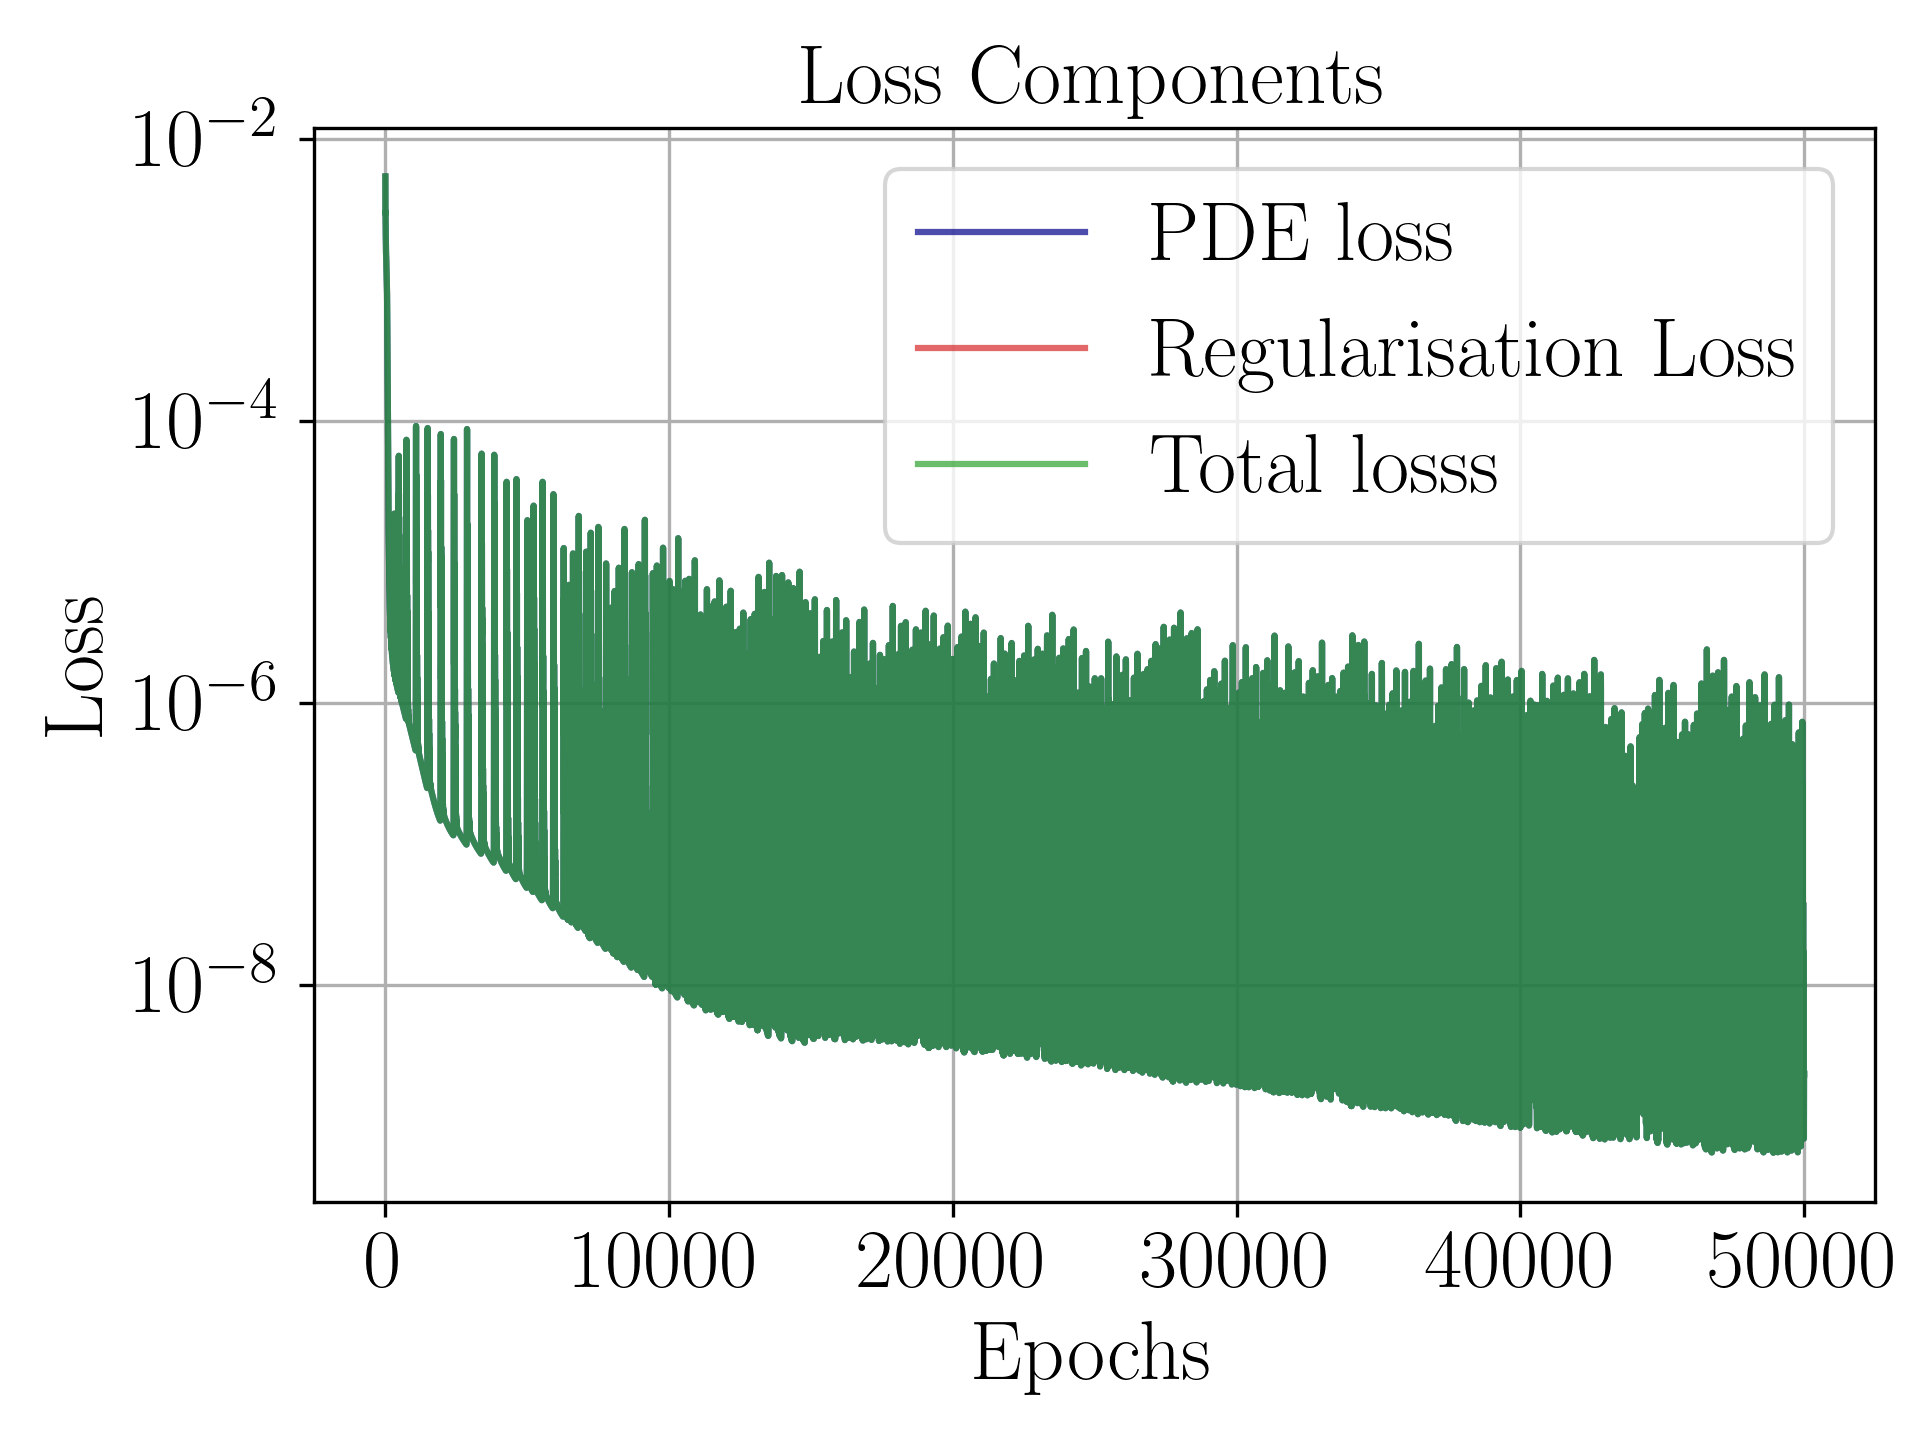 Loss Components
10⁻²
10⁻⁴
10⁻⁶
10⁻⁸
Loss
PDE loss
Regularisation Loss
Total losss
0 10000 20000 30000 40000 50000
Epochs